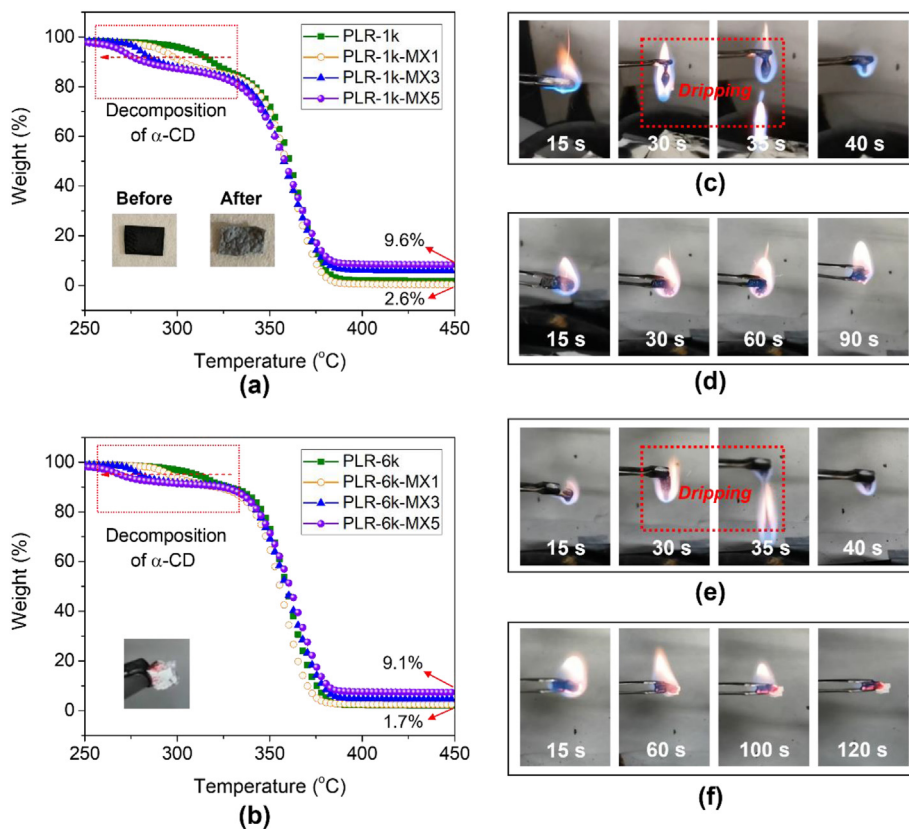 100
80
60
40
20
0
Weight (%)
PLR-1k
PLR-1k-MX1
PLR-1k-MX3
PLR-1k-MX5
Decomposition
of α-CD
Before
After
9.6%
2.6%
250
300
350
400
450
Temperature (°C)
(a)
100
80
60
40
20
0
Weight (%)
PLR-6k
PLR-6k-MX1
PLR-6k-MX3
PLR-6k-MX5
Decomposition
of α-CD
9.1%
1.7%
250
300
350
400
450
Temperature (°C)
(b)
Dripping
15 s
30 s
35 s
40 s
(c)
15 s
30 s
60 s
90 s
(d)
Dripping
15 s
30 s
35 s
40 s
(e)
15 s
60 s
100 s
120 s
(f)